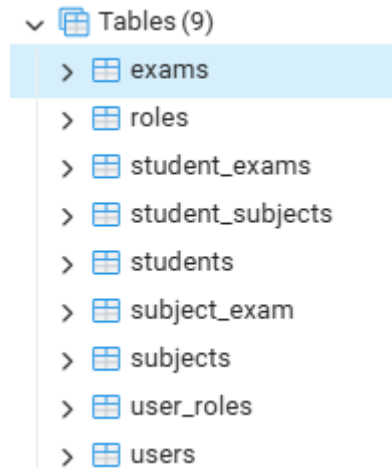 Tables (9)
exams
roles
student_exams
student_subjects
students
subject_exam
subjects
user_roles
users